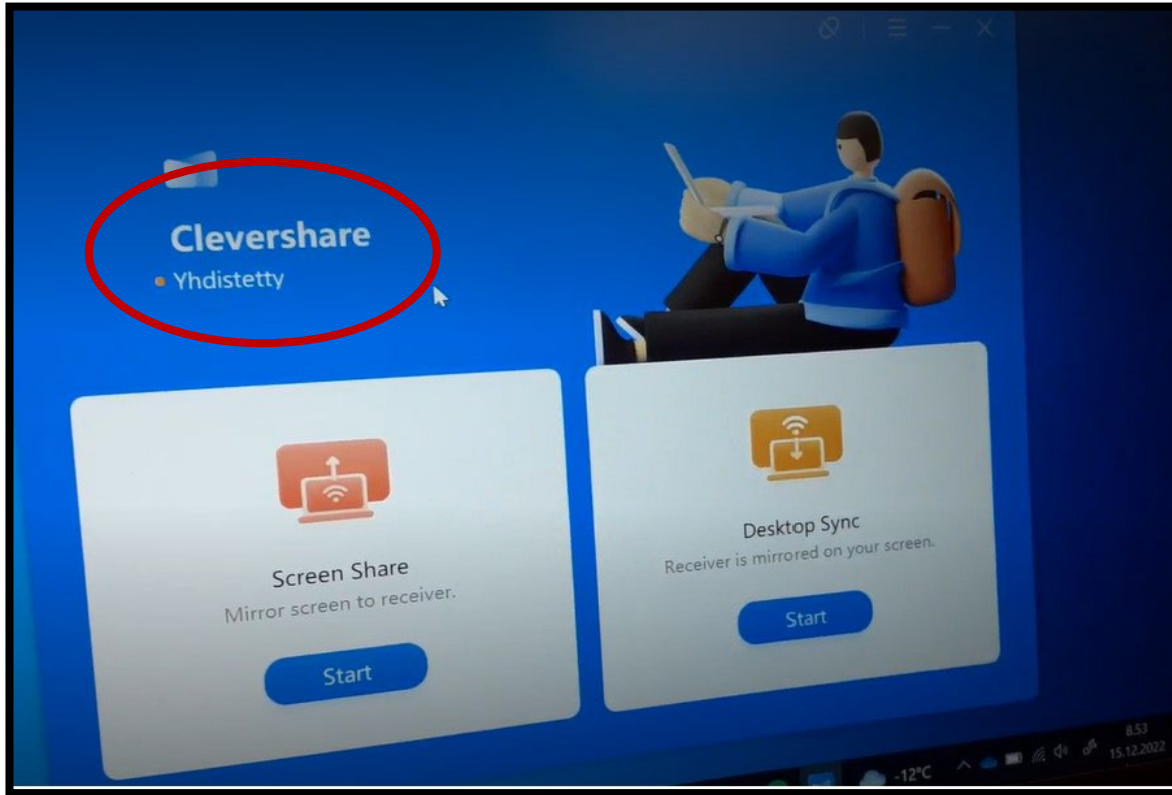 Clevershare
Yhdistetty
Screen Share
Mirror screen to receiver.
Start
Desktop Sync
Receiver is mirrored on your screen.
Start
-12°C
8.53
15.12.2022